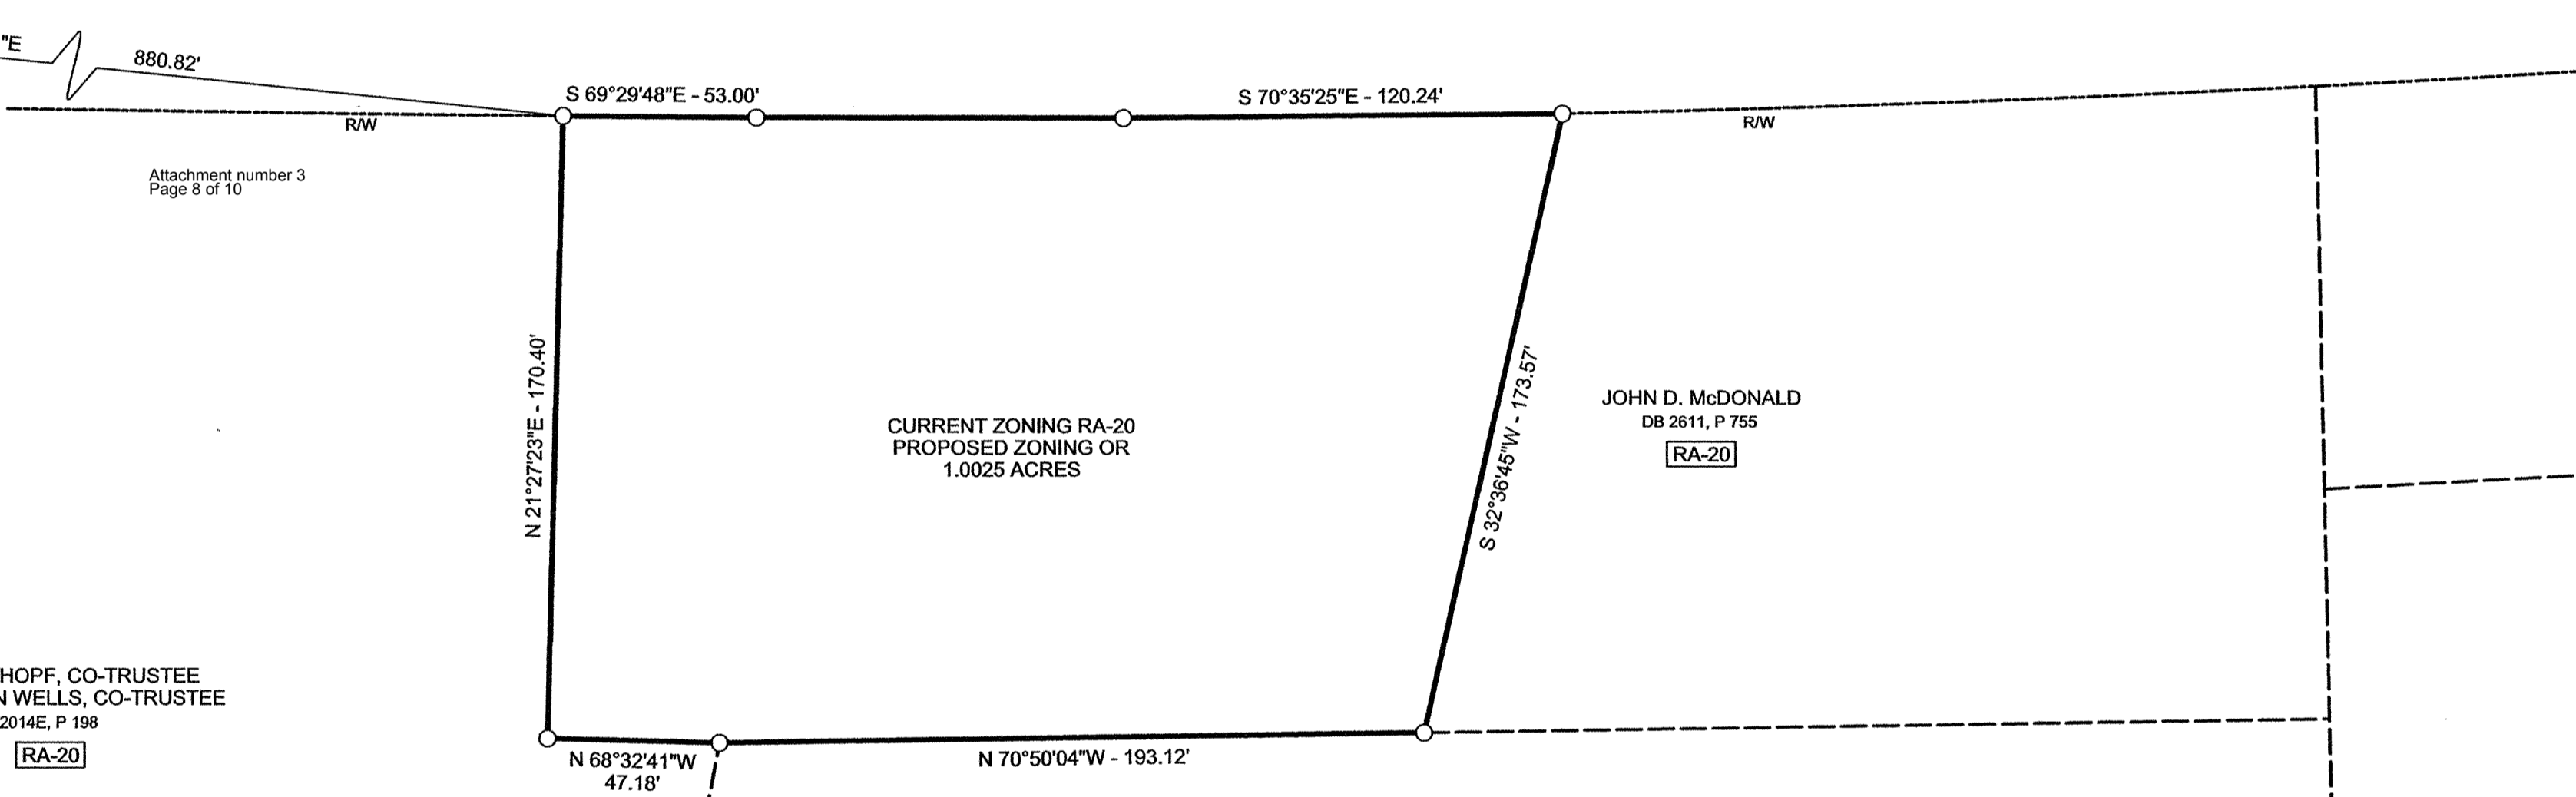 "E
880.82'
S 69°29'48"E - 53.00'
S 70°35'25"E - 120.24'
R/W
R/W
Attachment number 3
Page 8 of 10
N 21°27'23"E - 170.40'
S 32°36'45"W - 173.57'
CURRENT ZONING RA-20
PROPOSED ZONING OR
1.0025 ACRES
JOHN D. McDONALD
DB 2611, P 755
RA-20
HOPF, CO-TRUSTEE
N WELLS, CO-TRUSTEE
2014E, P 198
RA-20
N 68°32'41"W
47.18'
N 70°50'04"W - 193.12'